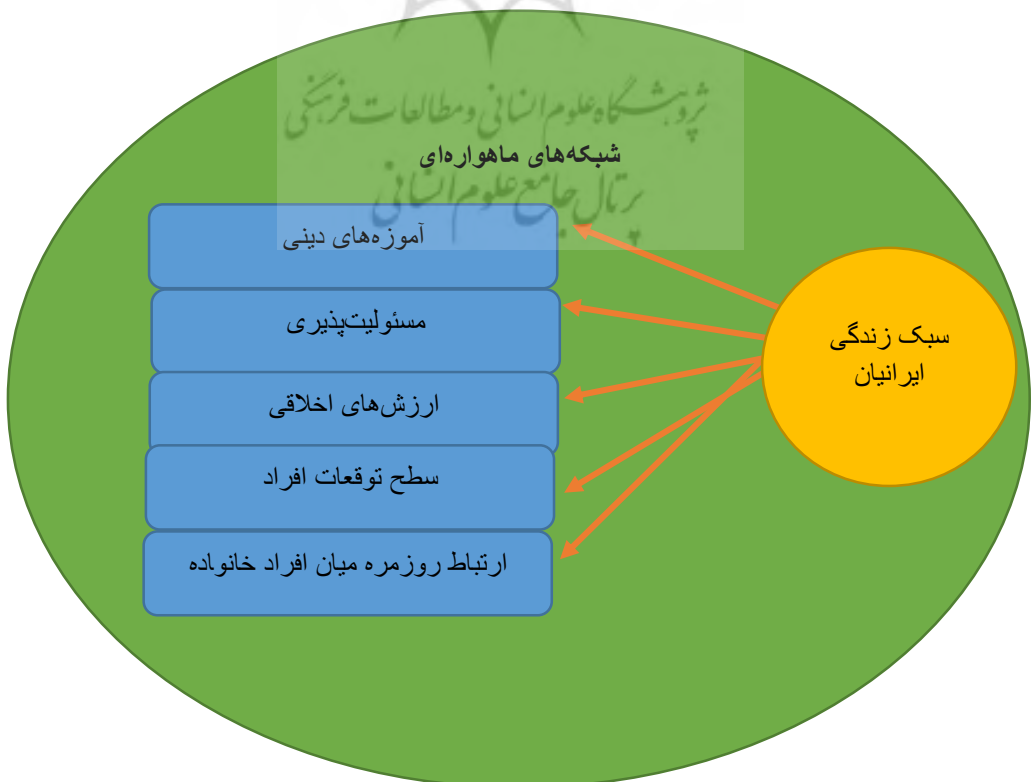 پژوهشگاه علوم انسانی و مطالعات فرهنگی
شبکه‌های ماهواره‌ای
پرتال جامع علوم انسانی
آموزه‌های دینی
مسئولیت‌پذیری
ارزش‌های اخلاقی
سطح توقعات افراد
ارتباط روزمره میان افراد خانواده
سبک زندگی
ایرانیان